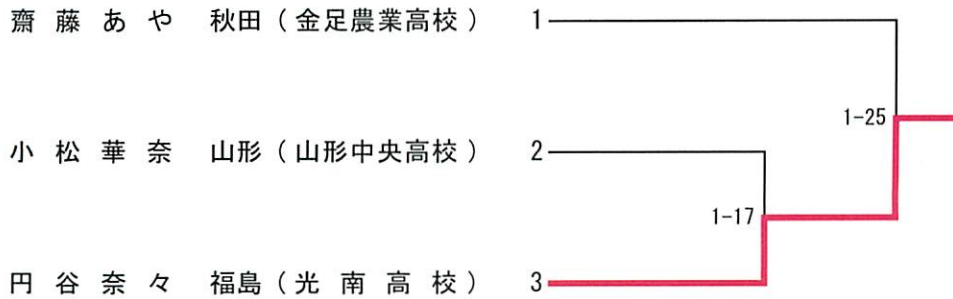 齋藤あや 秋田(金足農業高校) 1
1-25
小松華奈 山形(山形中央高校) 2
1-17
円谷奈々 福島(光南高校) 3